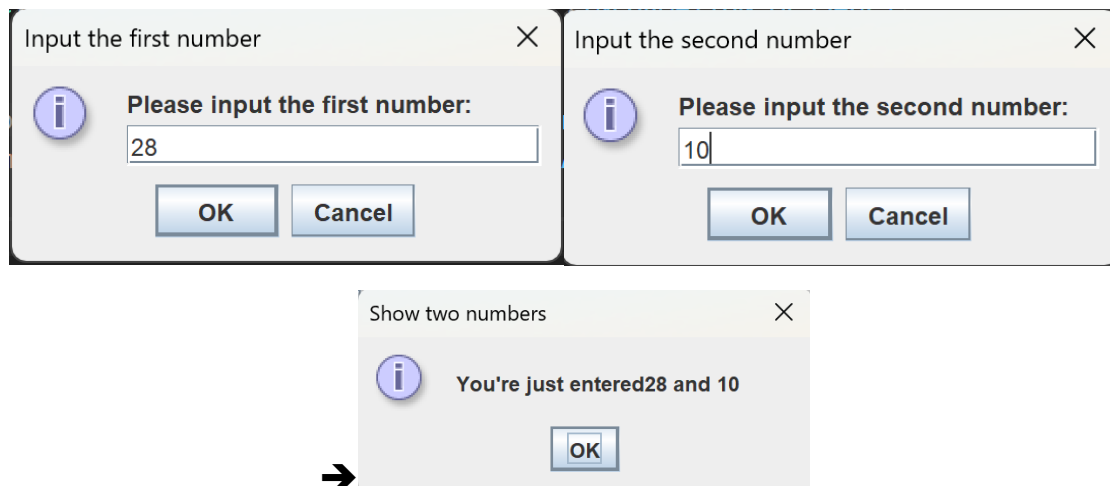 Input the first number
Please input the first number:
28
OK Cancel
Input the second number
Please input the second number:
10
OK Cancel
Show two numbers
You're just entered28 and 10
OK